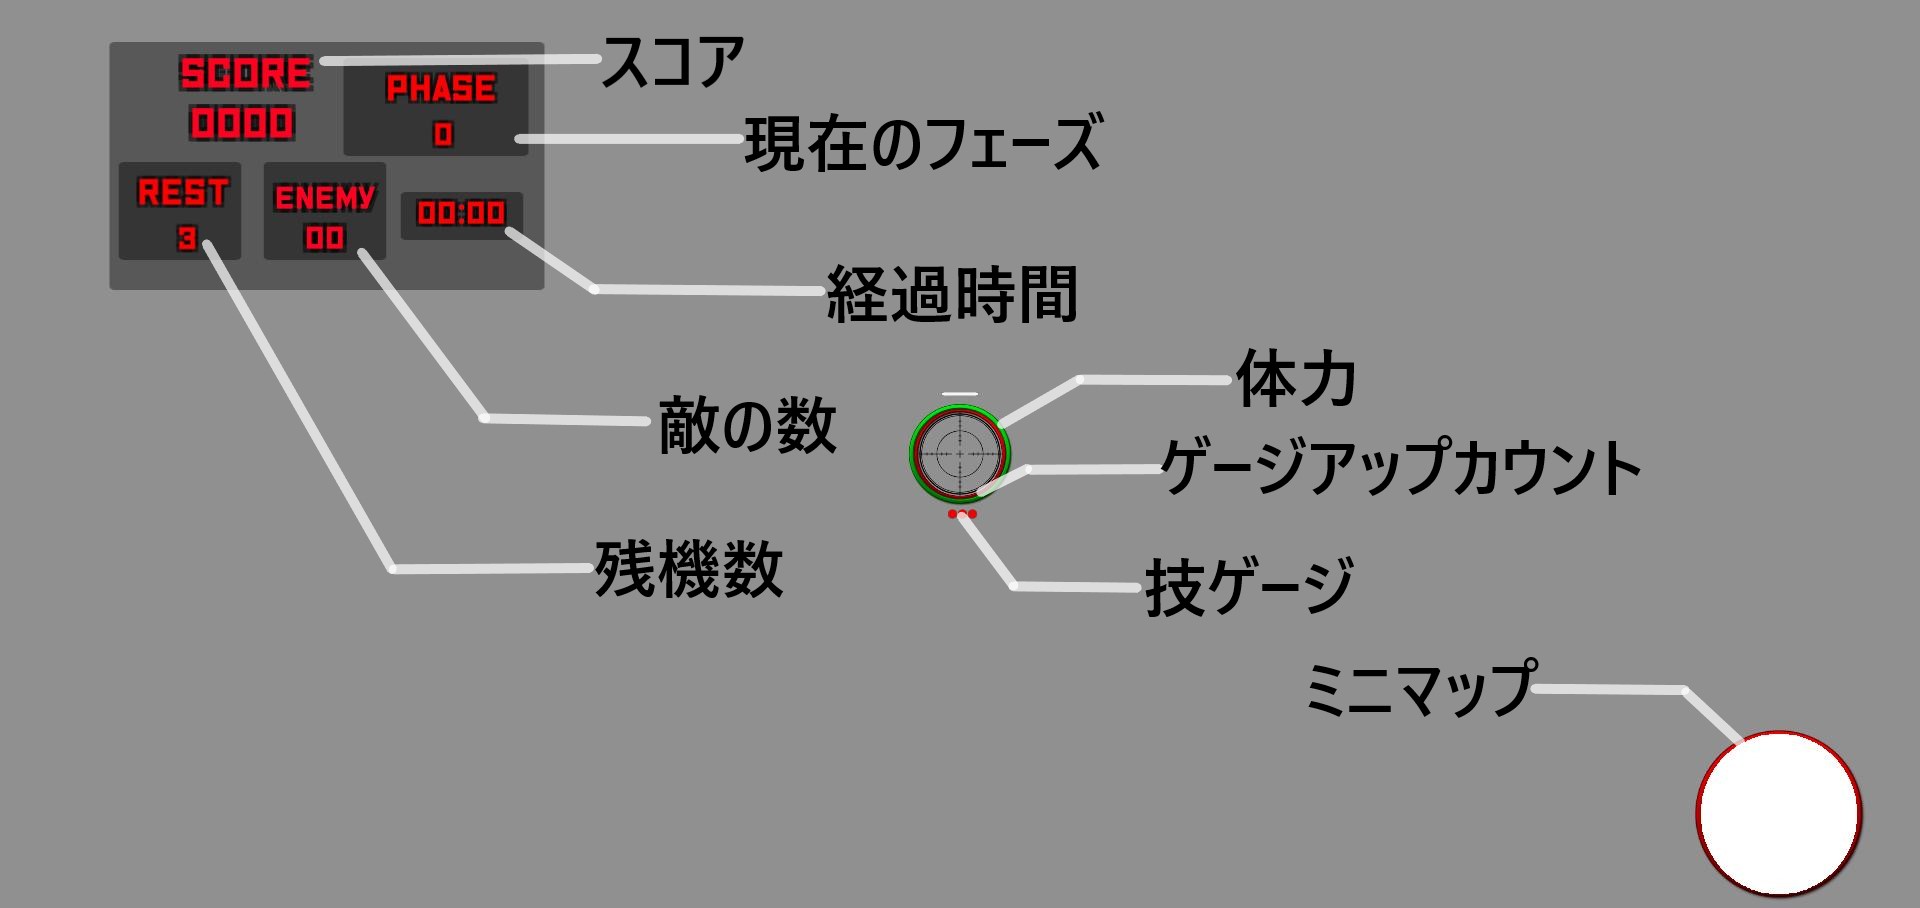 SCORE
0000
PHASE
0
REST
3
ENEMY
00
00:00
スコア
現在のフェーズ
経過時間
敵の数
残機数
体力
ゲージアップカウント
技ゲージ
ミニマップ